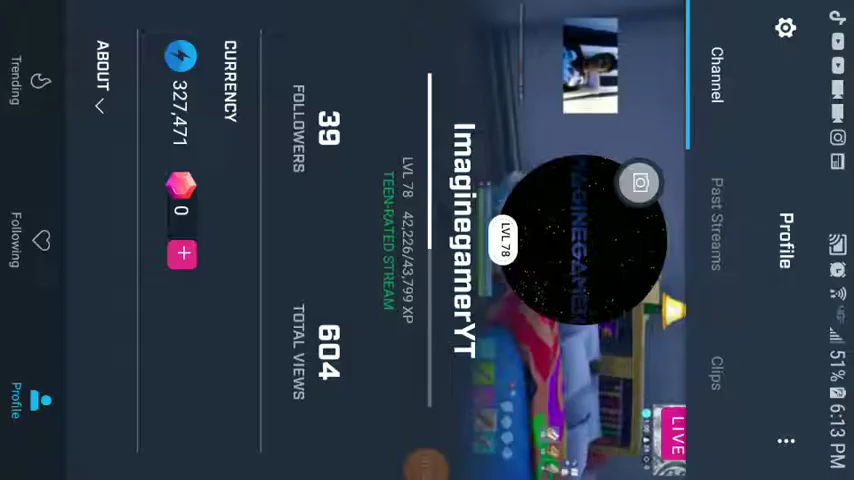 51% 6:13 PM
Profile
Channel
Past Streams
Clips
LIVE
IMAGINEGAMER
LVL 78
ImaginegamerYT
LVL 78 42,226/43,799 XP
TEEN-RATED STREAM
39
FOLLOWERS
604
TOTAL VIEWS
CURRENCY
327,471
0
ABOUT
Trending
Following
Profile